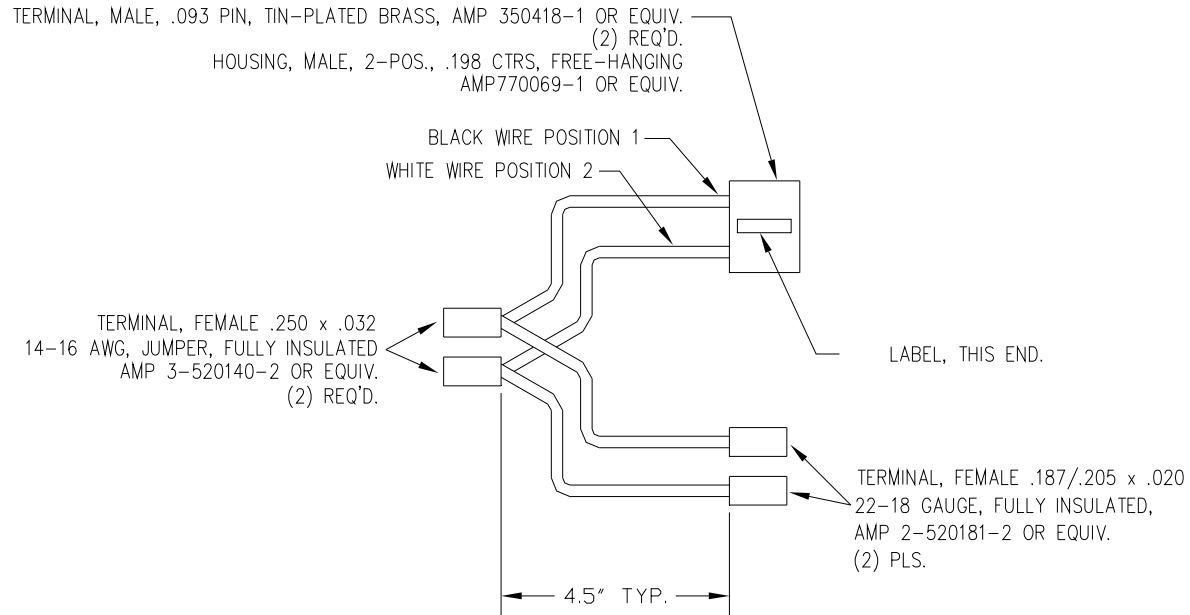 TERMINAL, MALE, .093 PIN, TIN-PLATED BRASS, AMP 350418-1 OR EQUIV.
(2) REQ'D.
HOUSING, MALE, 2-POS., .198 CTRS, FREE-HANGING
AMP770069-1 OR EQUIV.
BLACK WIRE POSITION 1
WHITE WIRE POSITION 2
TERMINAL, FEMALE .250 x .032
14-16 AWG, JUMPER, FULLY INSULATED
AMP 3-520140-2 OR EQUIV.
(2) REQ'D.
LABEL, THIS END.
TERMINAL, FEMALE .187/.205 x .020
22-18 GAUGE, FULLY INSULATED,
AMP 2-520181-2 OR EQUIV.
(2) PLS.
4.5" TYP.